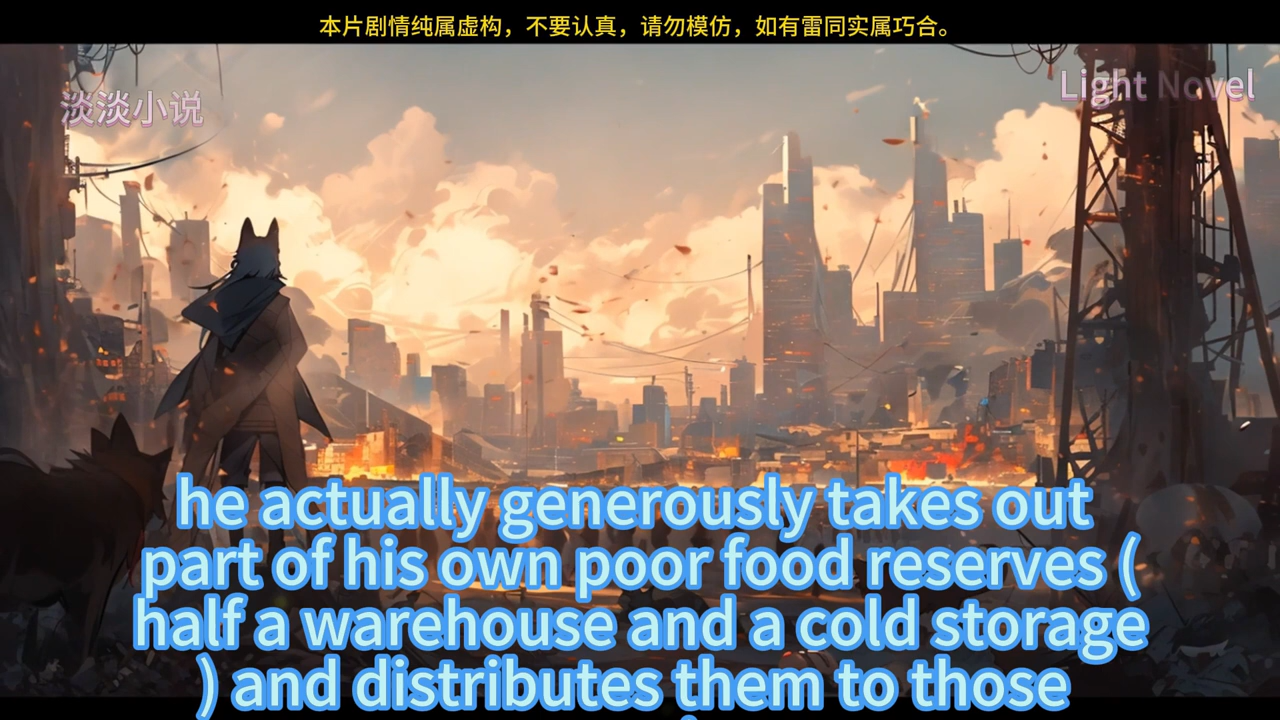 本片剧情纯属虚构，不要认真，请勿模仿，如有雷同实属巧合。
淡淡小说
Light Novel
he actually generously takes out
part of his own poor food reserves (
half a warehouse and a cold storage
) and distributes them to those